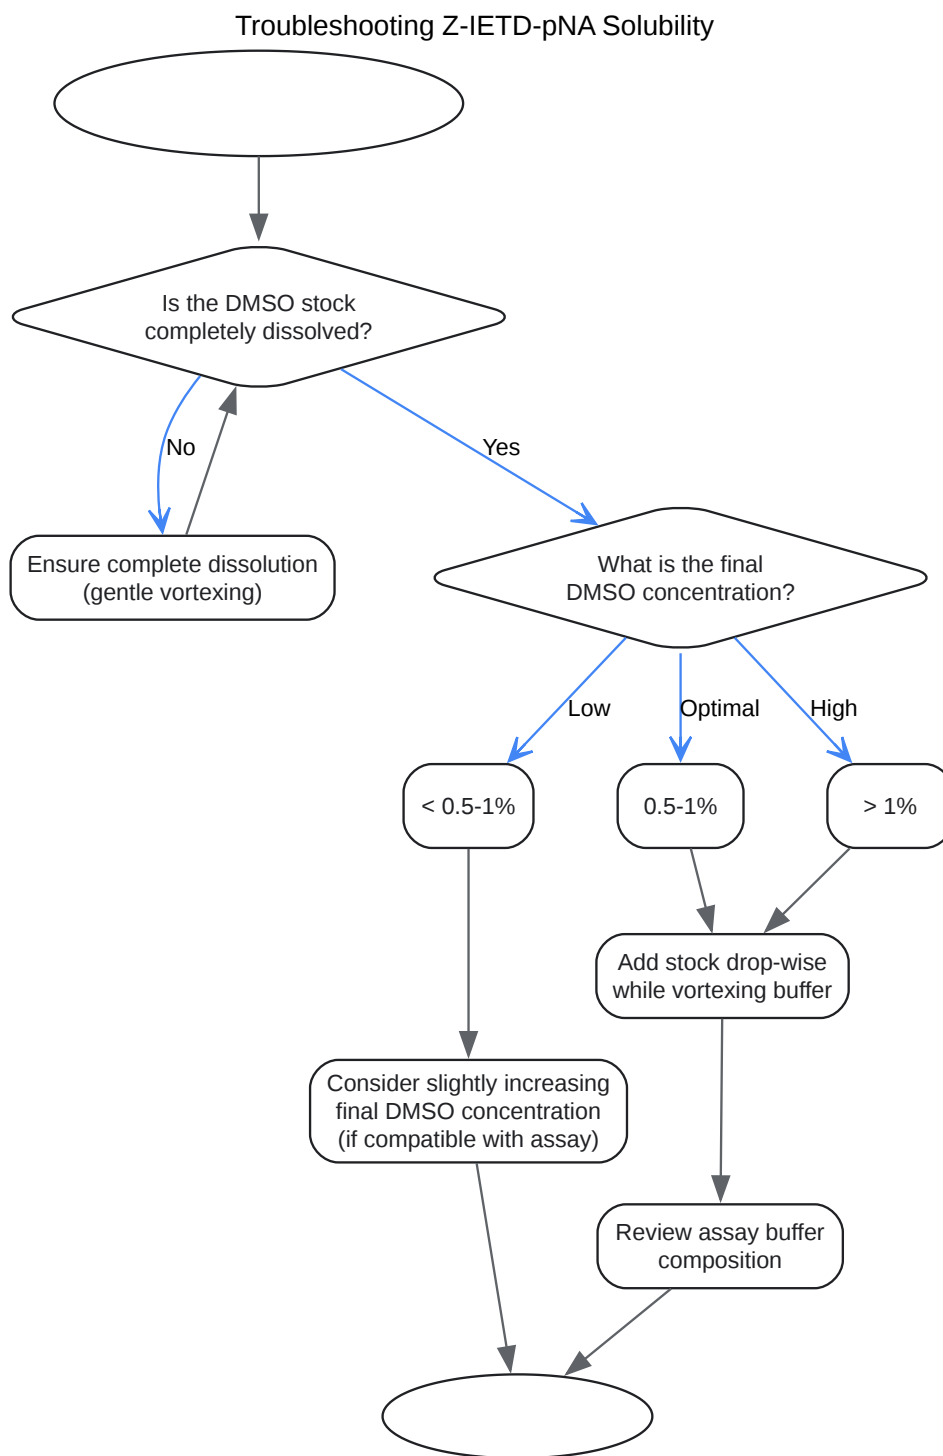 Troubleshooting Z-IETD-pNA Solubility
Is the DMSO stock
completely dissolved?
No
Yes
Ensure complete dissolution
(gentle vortexing)
What is the final
DMSO concentration?
Low
Optimal
High
< 0.5-1%
0.5-1%
> 1%
Add stock drop-wise
while vortexing buffer
Consider slightly increasing
final DMSO concentration
(if compatible with assay)
Review assay buffer
composition